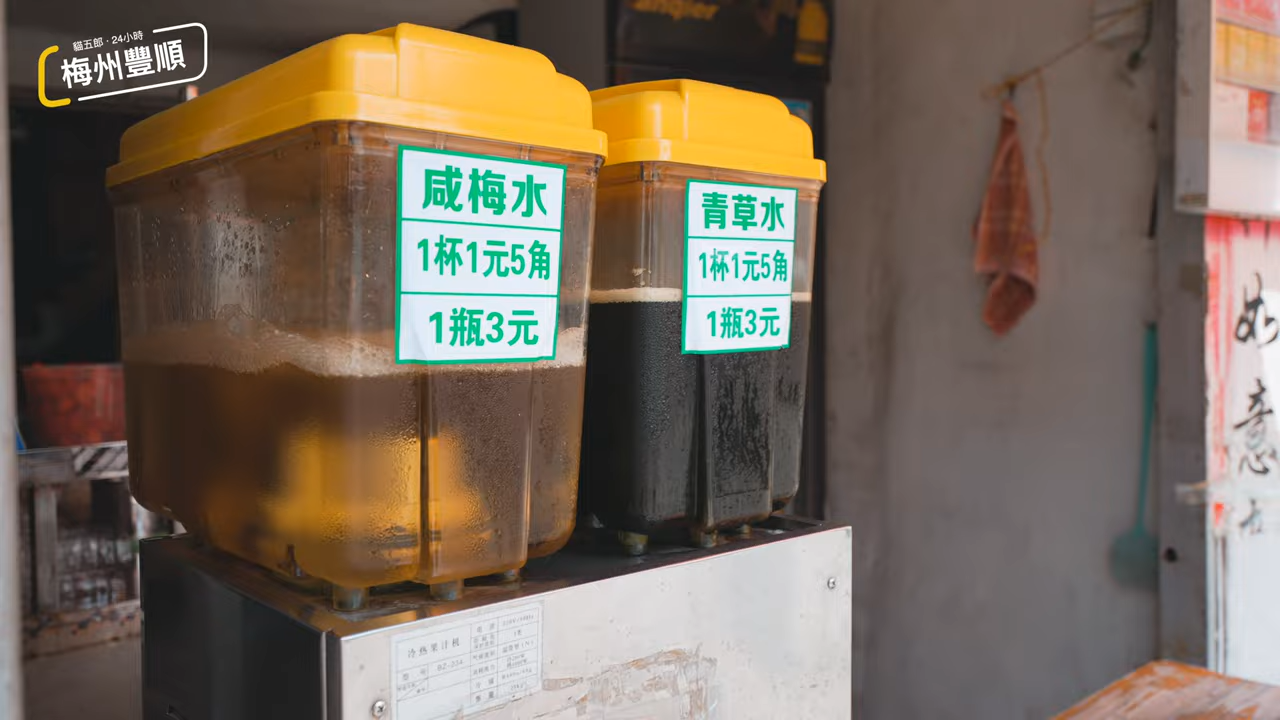 貓五郎·24小時
梅州豐順
咸梅水
1杯1元5角
1瓶3元
青草水
1杯1元5角
1瓶3元
冷热果汁机
如意